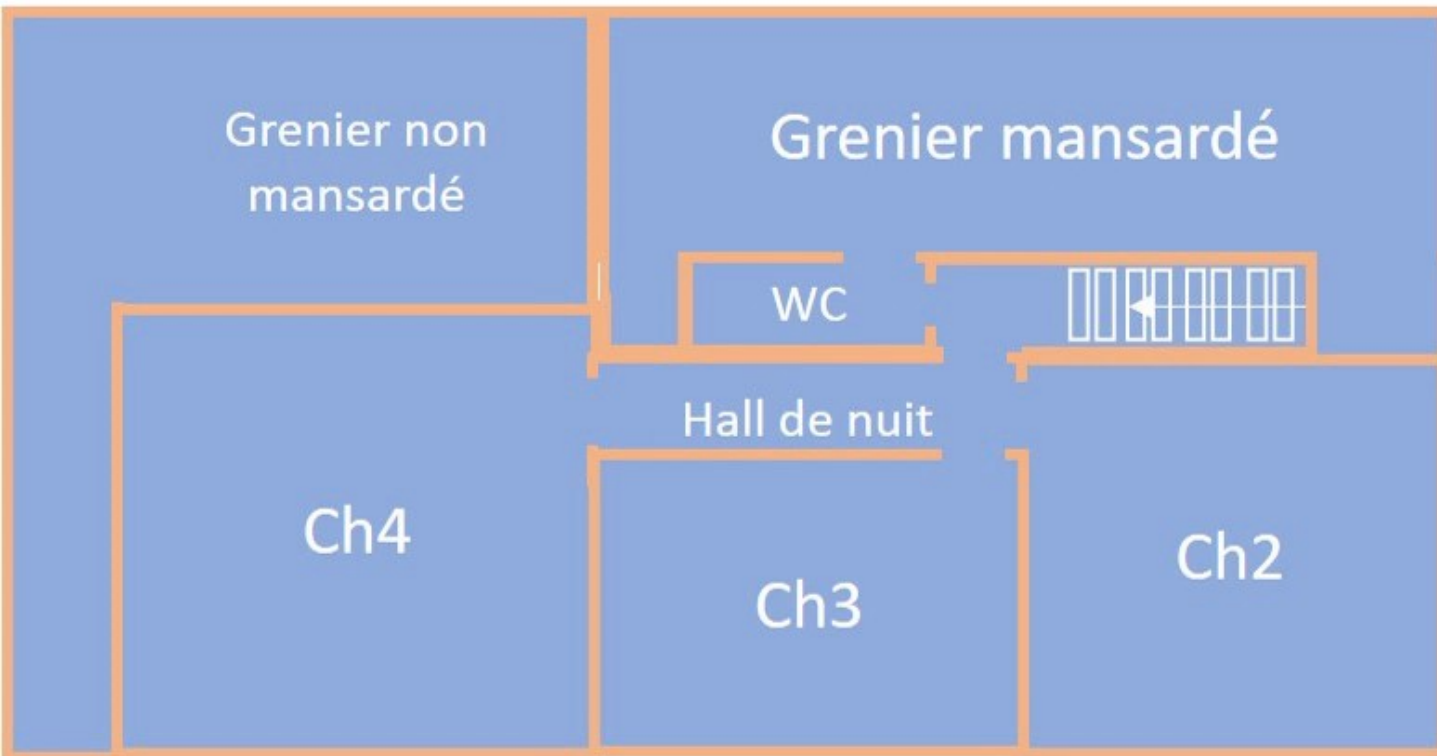 Grenier non
mansardé
Grenier mansardé
WC
Hall de nuit
Ch4
Ch3
Ch2